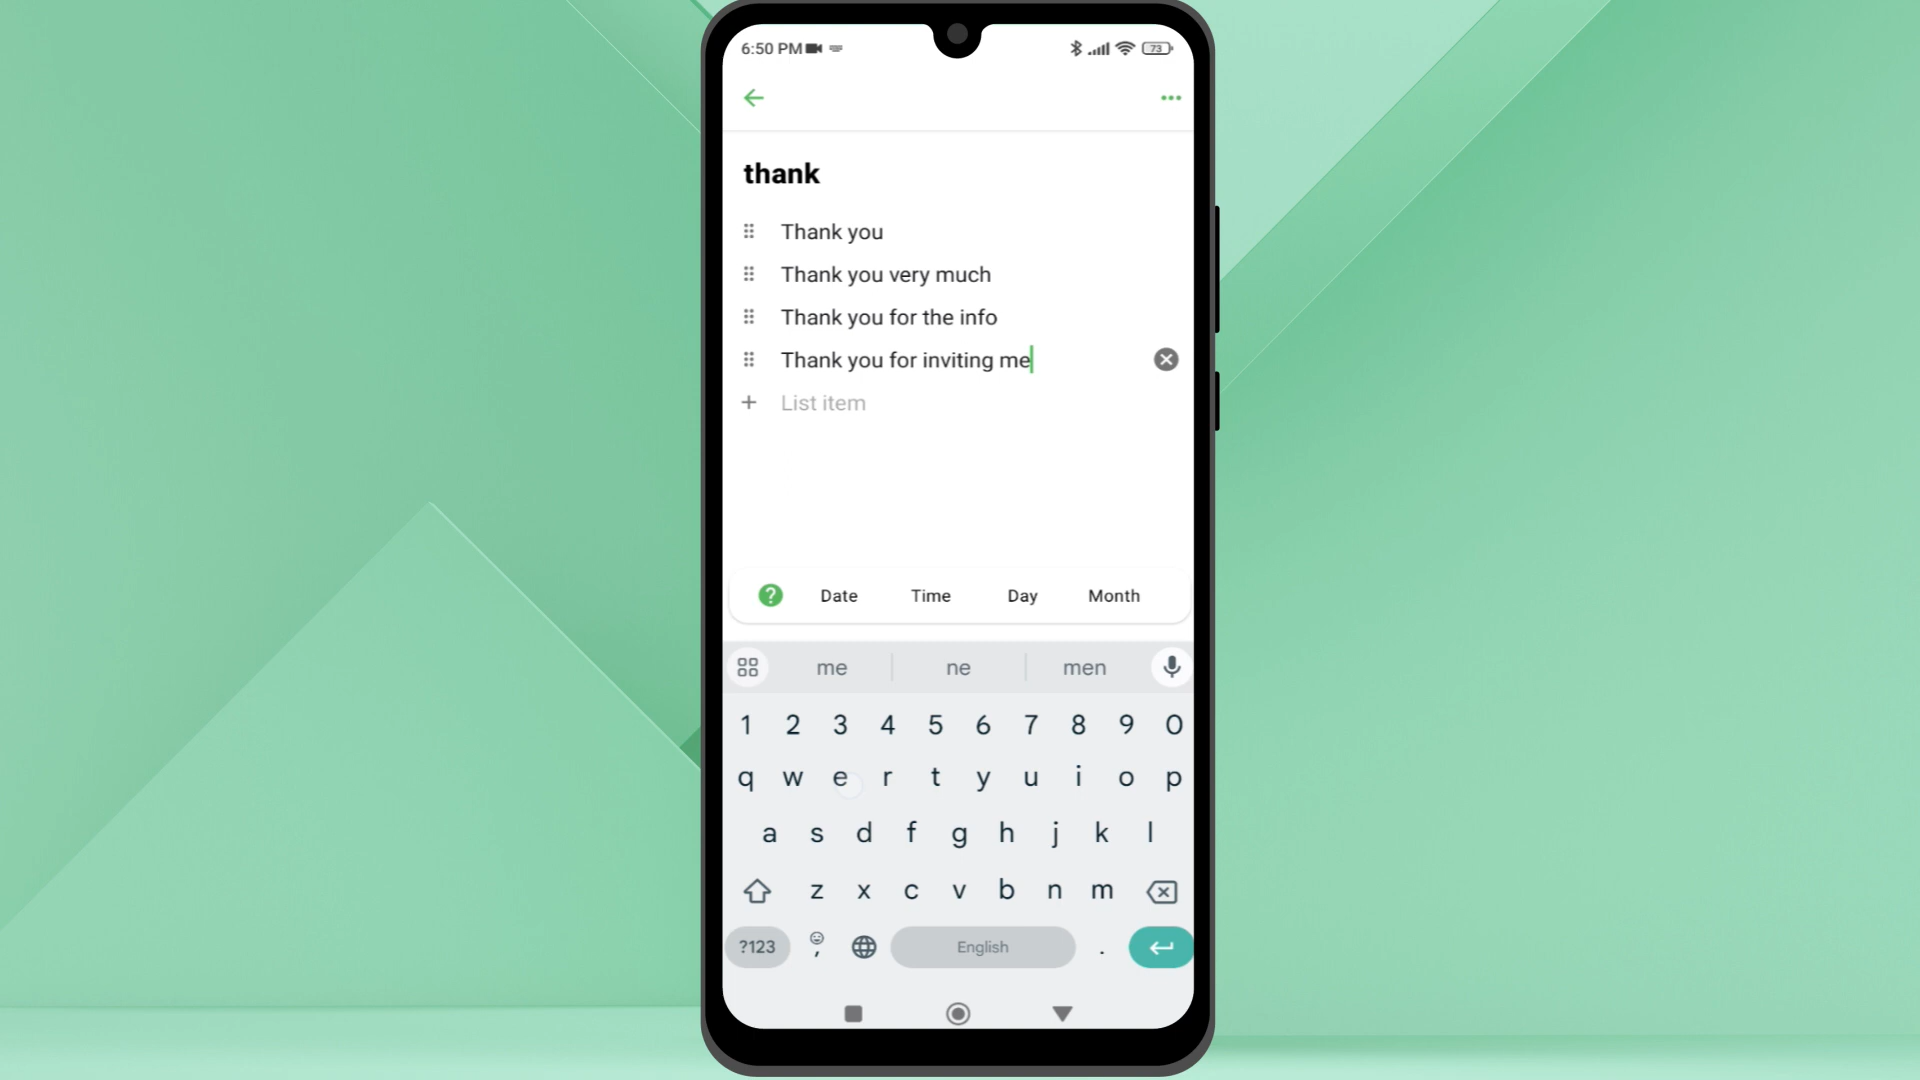 6:50 PM
73
thank
Thank you
Thank you very much
Thank you for the info
Thank you for inviting me
List item
? Date Time Day Month
me ne men
1 2 3 4 5 6 7 8 9 0
q w e r t y u i o p
a s d f g h j k l
z x c v b n m
?123 , English .